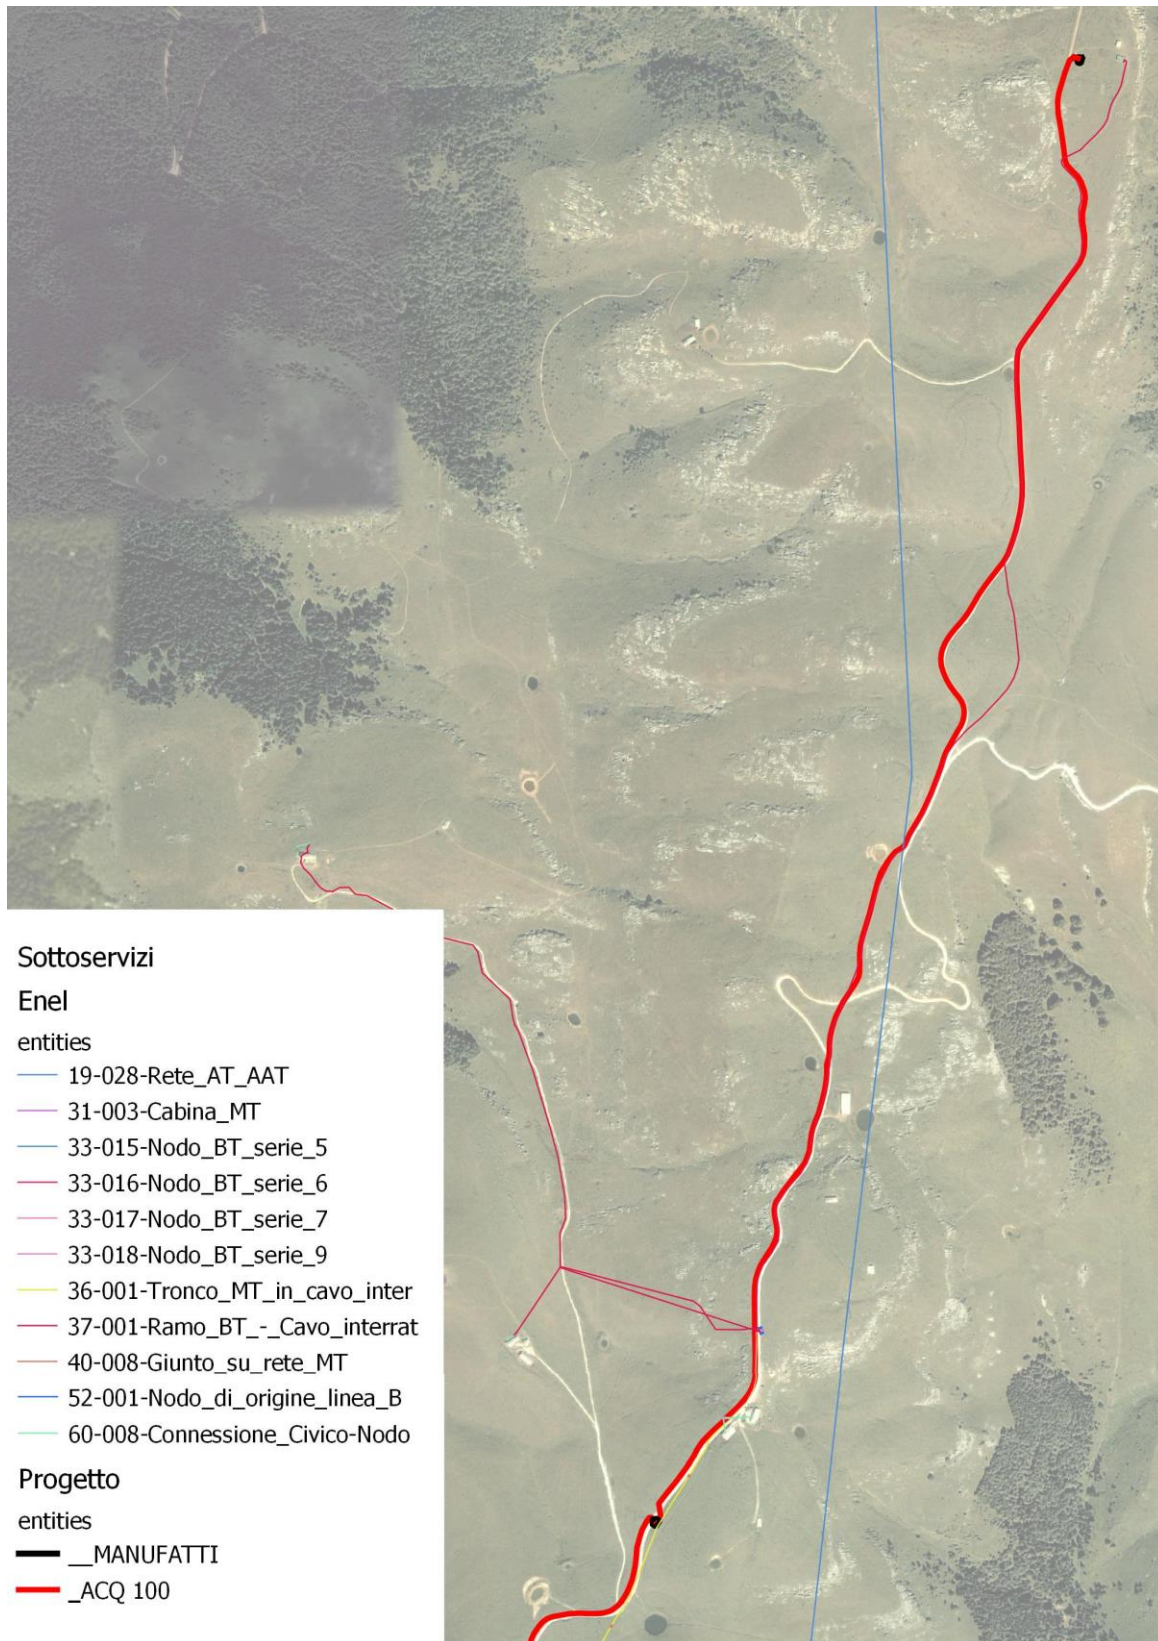 Sottoservizi
Enel
entities
19-028-Rete_AT_AAT
31-003-Cabina_MT
33-015-Nodo_BT_serie_5
33-016-Nodo_BT_serie_6
33-017-Nodo_BT_serie_7
33-018-Nodo_BT_serie_9
36-001-Tronco_MT_in_cavo_inter
37-001-Ramo_BT_-_Cavo_interrat
40-008-Giunto_su_rete_MT
52-001-Nodo_di_origine_linea_B
60-008-Connessione_Civico-Nodo
Progetto
entities
__MANUFATTI
_ACQ 100